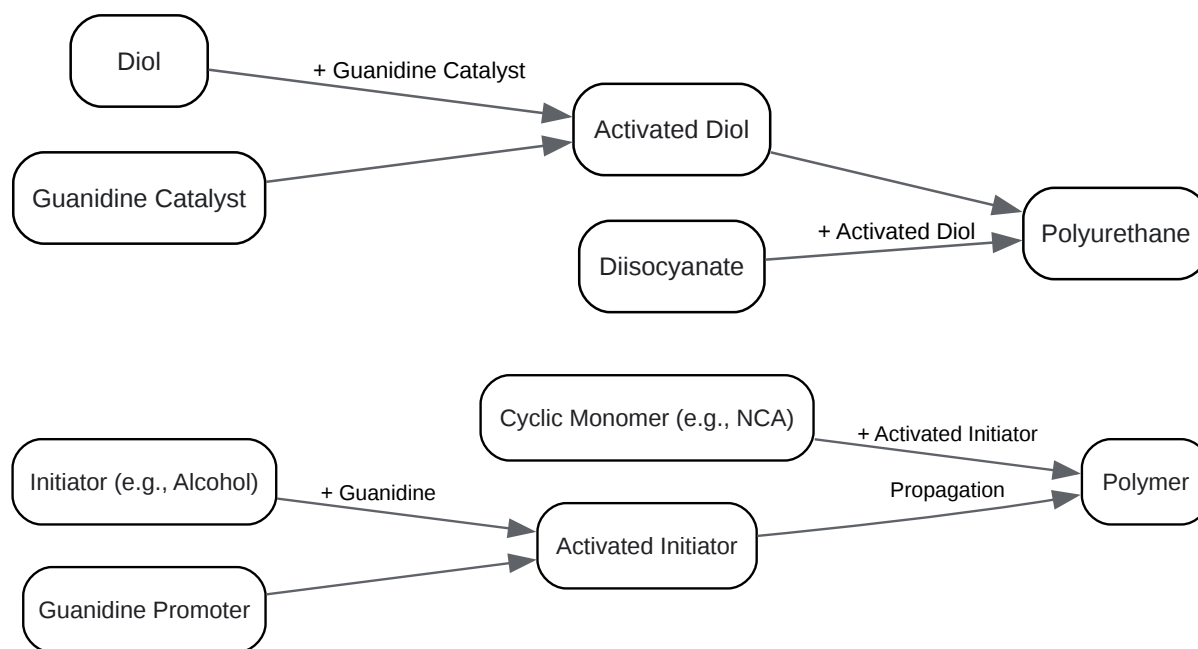 Diol
+ Guanidine Catalyst
Activated Diol
Guanidine Catalyst
Polyurethane
+ Activated Diol
Diisocyanate
Cyclic Monomer (e.g., NCA)
+ Activated Initiator
Initiator (e.g., Alcohol)
+ Guanidine
Propagation
Polymer
Activated Initiator
Guanidine Promoter